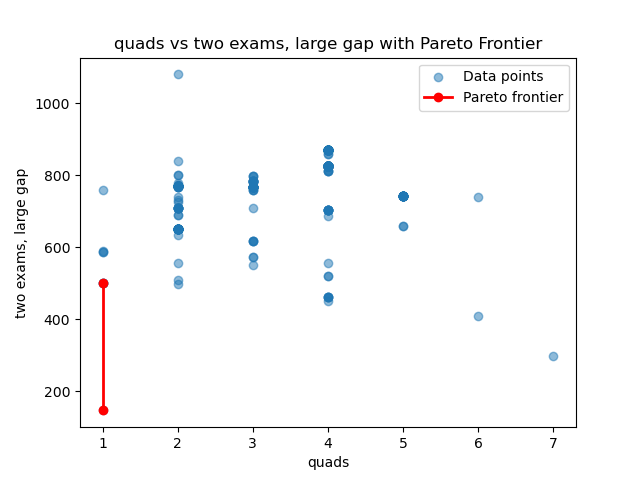 quads vs two exams, large gap with Pareto Frontier
Data points
Pareto frontier
1000
800
600
400
200
two exams, large gap
1 2 3 4 5 6 7
quads